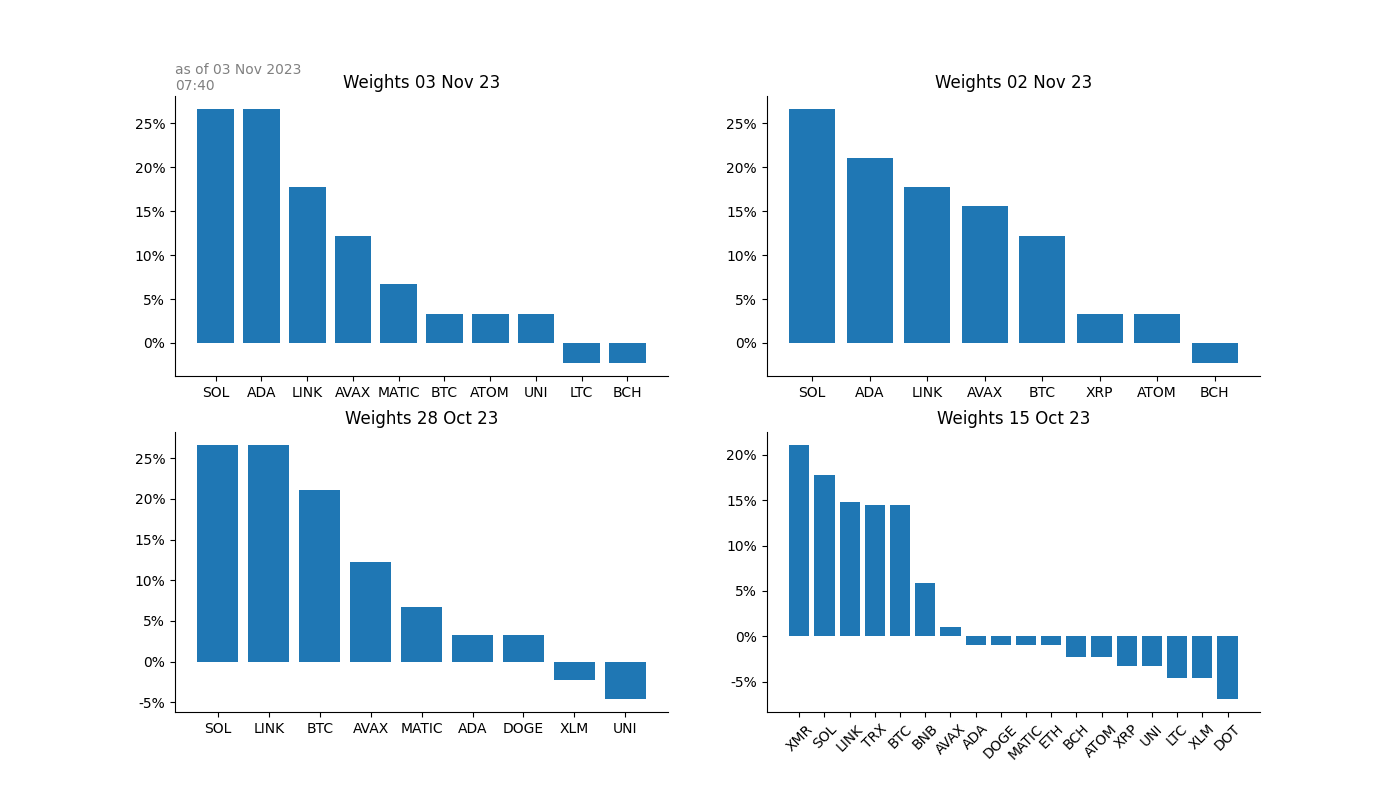 as of 03 Nov 2023
07:40
Weights 03 Nov 23
25%
20%
15%
10%
5%
0%
SOL ADA LINK AVAX MATIC BTC ATOM UNI LTC BCH
Weights 02 Nov 23
25%
20%
15%
10%
5%
0%
SOL ADA LINK AVAX BTC XRP ATOM BCH
Weights 28 Oct 23
25%
20%
15%
10%
5%
0%
-5%
SOL LINK BTC AVAX MATIC ADA DOGE XLM UNI
Weights 15 Oct 23
20%
15%
10%
5%
0%
-5%
XMR SOL LINK TRX BTC BNB AVAX ADA DOGE MATIC ETH BCH ATOM XRP UNI LTC XLM DOT